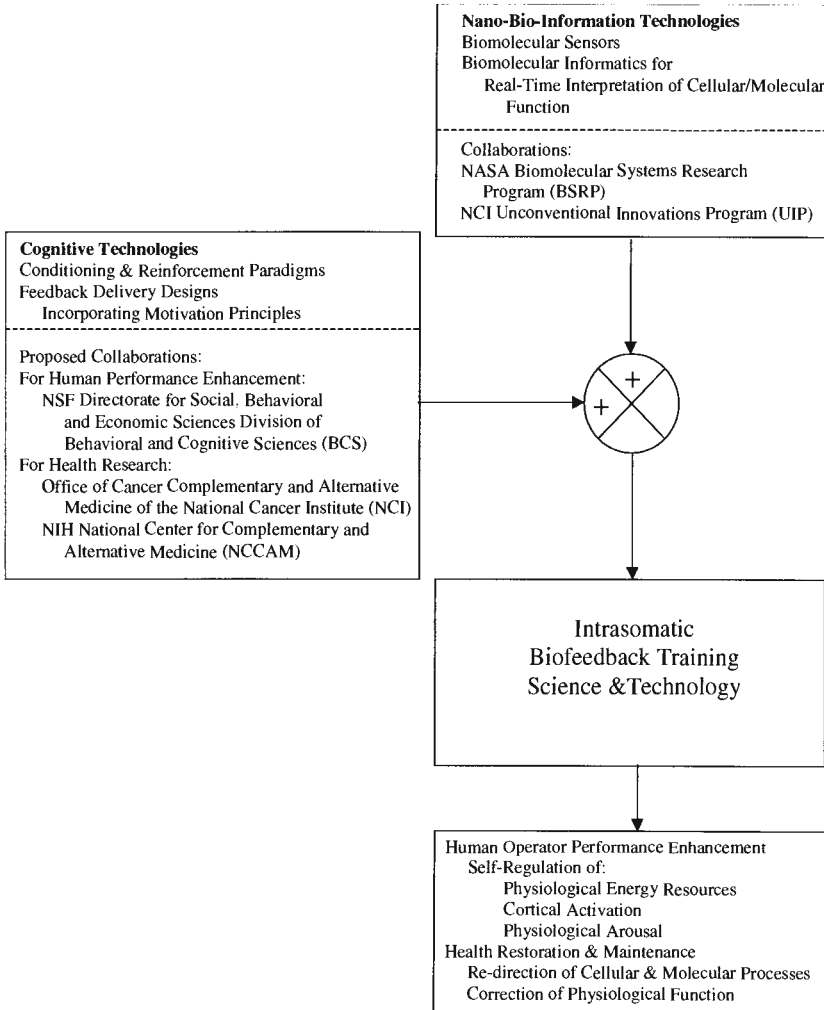 Nano-Bio-Information Technologies
Biomolecular Sensors
Biomolecular Informatics for
Real-Time Interpretation of Cellular/Molecular
Function
Collaborations:
NASA Biomolecular Systems Research
Program (BSRP)
NCI Unconventional Innovations Program (UIP)
Cognitive Technologies
Conditioning & Reinforcement Paradigms
Feedback Delivery Designs
Incorporating Motivation Principles
Proposed Collaborations:
For Human Performance Enhancement:
NSF Directorate for Social, Behavioral
and Economic Sciences Division of
Behavioral and Cognitive Sciences (BCS)
For Health Research:
Office of Cancer Complementary and Alternative
Medicine of the National Cancer Institute (NCI)
NIH National Center for Complementary and
Alternative Medicine (NCCAM)
+
+
Intrasomatic
Biofeedback Training
Science &Technology
Human Operator Performance Enhancement
Self-Regulation of:
Physiological Energy Resources
Cortical Activation
Physiological Arousal
Health Restoration & Maintenance
Re-direction of Cellular & Molecular Processes
Correction of Physiological Function